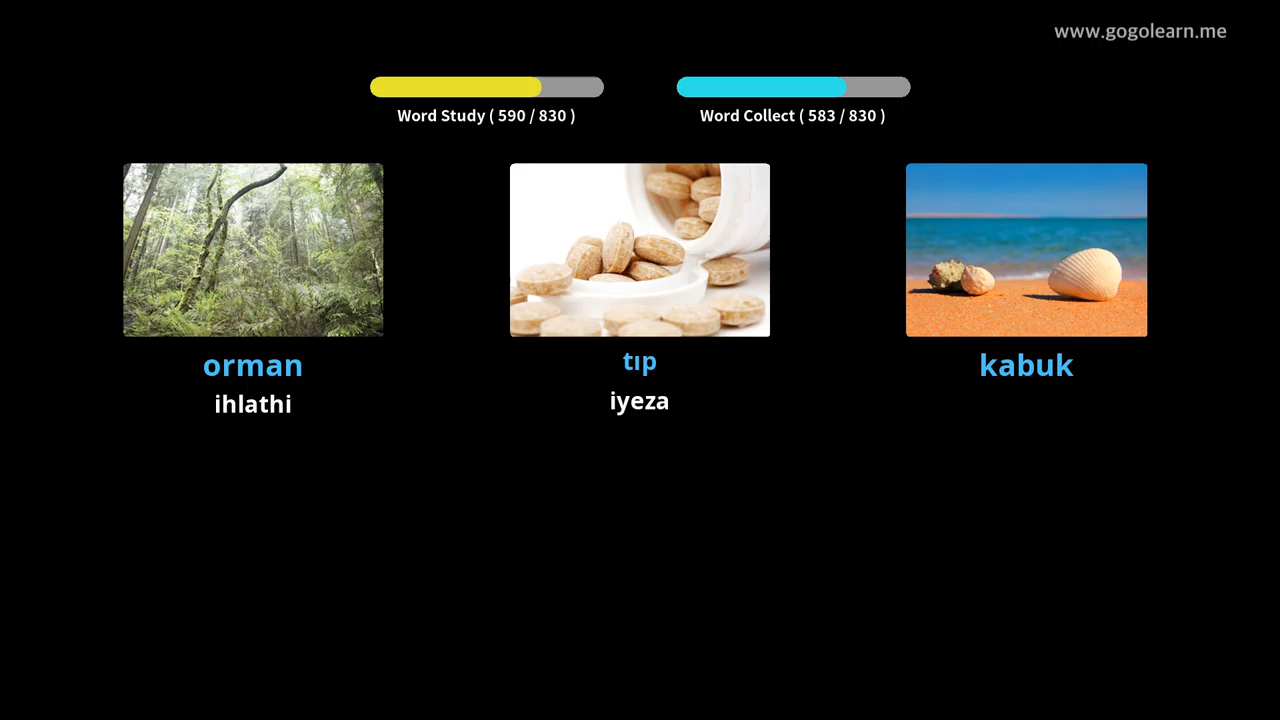 www.gogolearn.me
Word Study ( 590 / 830 )
Word Collect ( 583 / 830 )
orman
ihlathi
tıp
iyeza
kabuk